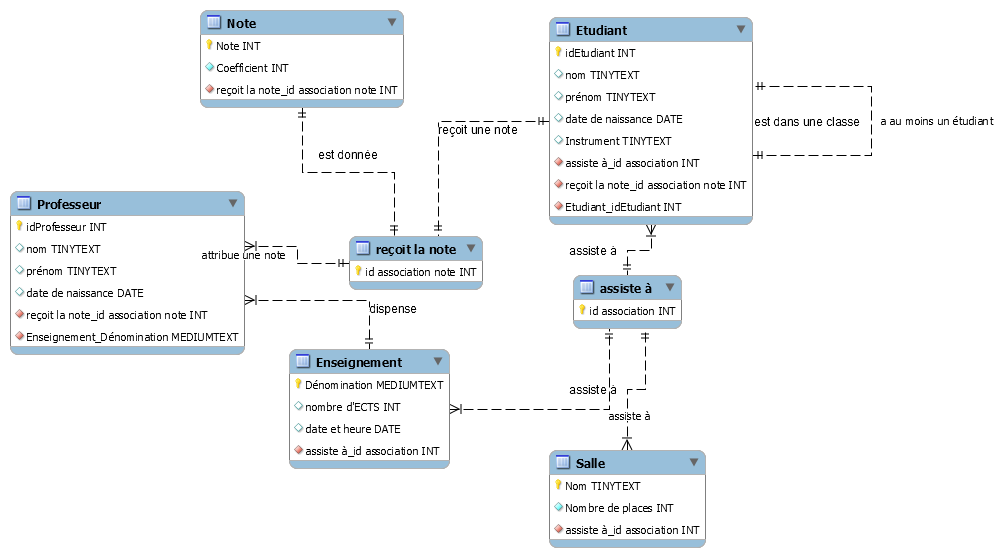 Note
Note INT
Coefficient INT
reçoit la note_id association note INT
Etudiant
idEtudiant INT
nom TINYTEXT
prénom TINYTEXT
date de naissance DATE
Instrument TINYTEXT
assiste à_id association INT
reçoit la note_id association note INT
Etudiant_idEtudiant INT
est dans une classe
a au moins un étudiant
reçoit une note
est donnée
Professeur
idProfesseur INT
nom TINYTEXT
prénom TINYTEXT
date de naissance DATE
reçoit la note_id association note INT
Enseignement_Dénomination MEDIUMTEXT
attribue une note
reçoit la note
id association note INT
assiste à
assiste à
id association INT
dispense
Enseignement
Dénomination MEDIUMTEXT
nombre d'ECTS INT
date et heure DATE
assiste à_id association INT
assiste à
assiste à
Salle
Nom TINYTEXT
Nombre de places INT
assiste à_id association INT